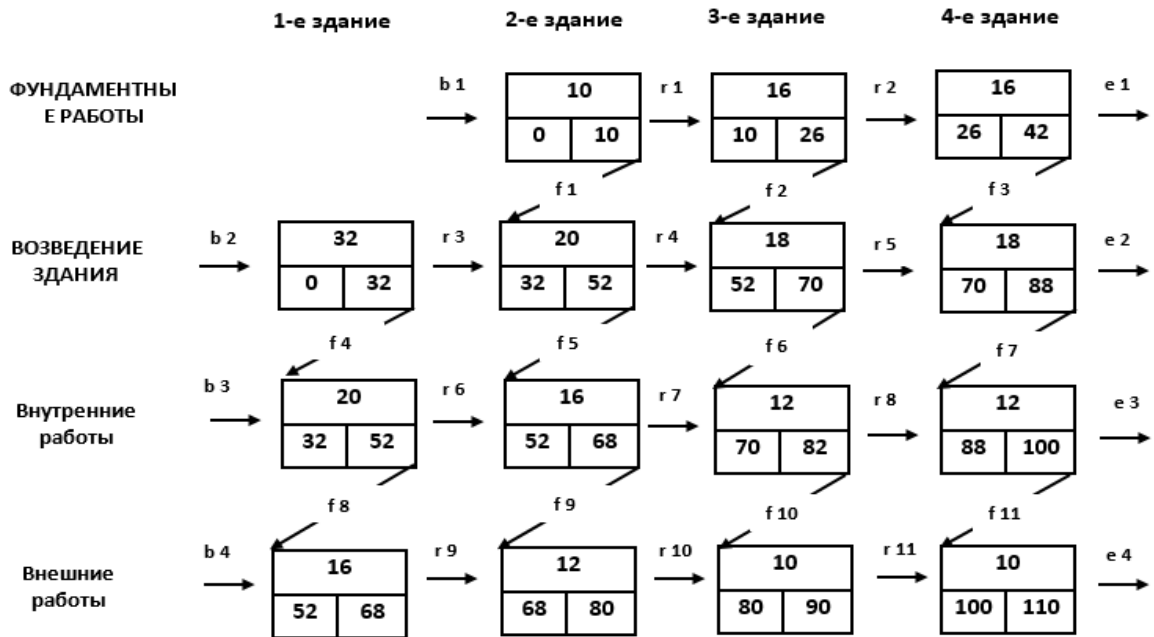 1-е здание 2-е здание 3-е здание 4-е здание
ФУНДАМЕНТНЫ
Е РАБОТЫ
b 1 10 r 1 16 r 2 16 e 1
0 10 10 26 26 42
f 1 f 2 f 3
ВОЗВЕДЕНИЕ
ЗДАНИЯ
b 2 32 r 3 20 r 4 18 r 5 18 e 2
0 32 32 52 52 70 70 88
f 4 f 5 f 6 f 7
Внутренние
работы
b 3 20 r 6 16 r 7 12 r 8 12 e 3
32 52 52 68 70 82 88 100
f 8 f 9 f 10 f 11
Внешние
работы
b 4 16 r 9 12 r 10 10 r 11 10 e 4
52 68 68 80 80 90 100 110